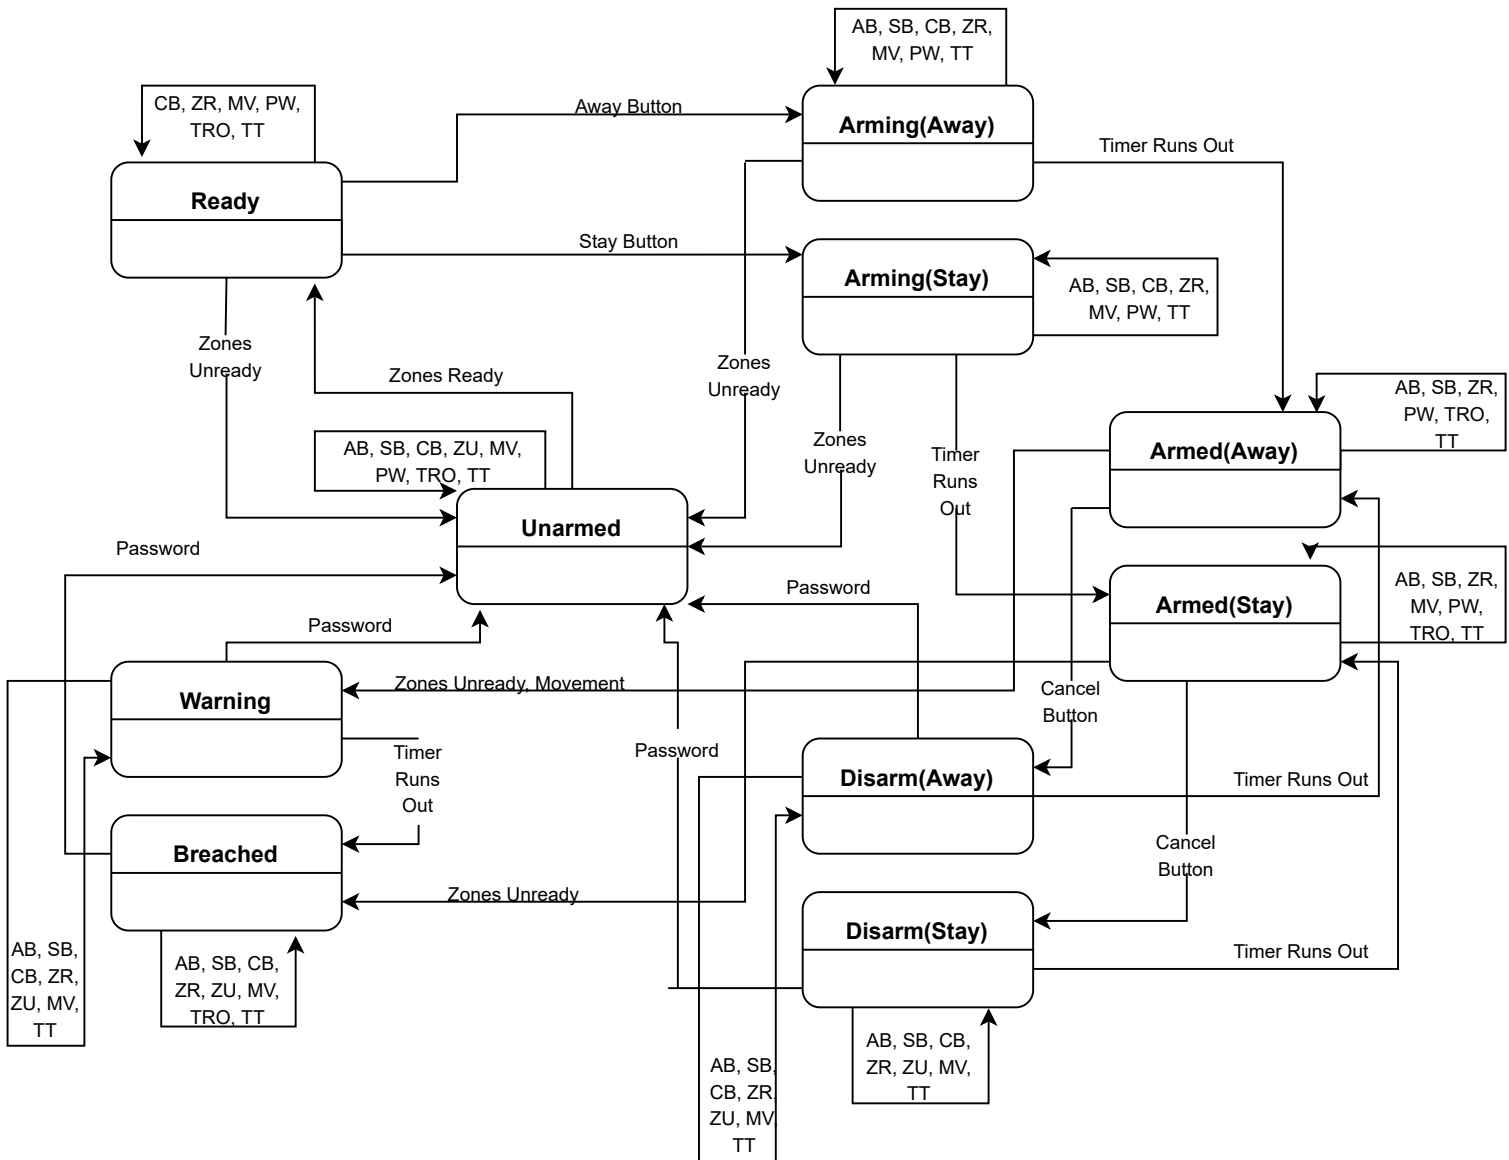 AB, SB, CB, ZR,
MV, PW, TT
CB, ZR, MV, PW,
TRO, TT
Away Button
Arming(Away)
Timer Runs Out
Ready
Stay Button
Arming(Stay)
AB, SB, CB, ZR,
MV, PW, TT
Zones
Unready
Zones Ready
Zones
Unready
AB, SB, ZR,
PW, TRO,
TT
AB, SB, CB, ZU, MV,
PW, TRO, TT
Zones
Unready
Timer
Runs
Out
Armed(Away)
Unarmed
Password
Password
AB, SB, ZR,
MV, PW,
TRO, TT
Armed(Stay)
Password
Warning
Zones Unready, Movement
Cancel
Button
Timer
Runs
Out
Password
Disarm(Away)
Timer Runs Out
Breached
Zones Unready
Cancel
Button
Disarm(Stay)
Timer Runs Out
AB, SB,
CB, ZR,
ZU, MV,
TT
AB, SB, CB,
ZR, ZU, MV,
TRO, TT
AB, SB,
CB, ZR,
ZU, MV,
TT
AB, SB, CB,
ZR, ZU, MV,
TT